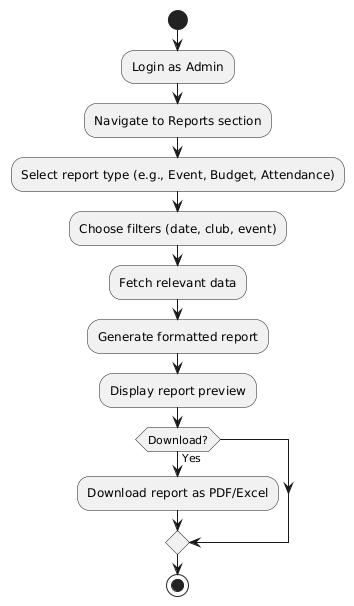 Login as Admin
Navigate to Reports section
Select report type (e.g., Event, Budget, Attendance)
Choose filters (date, club, event)
Fetch relevant data
Generate formatted report
Display report preview
Download?
Yes
Download report as PDF/Excel